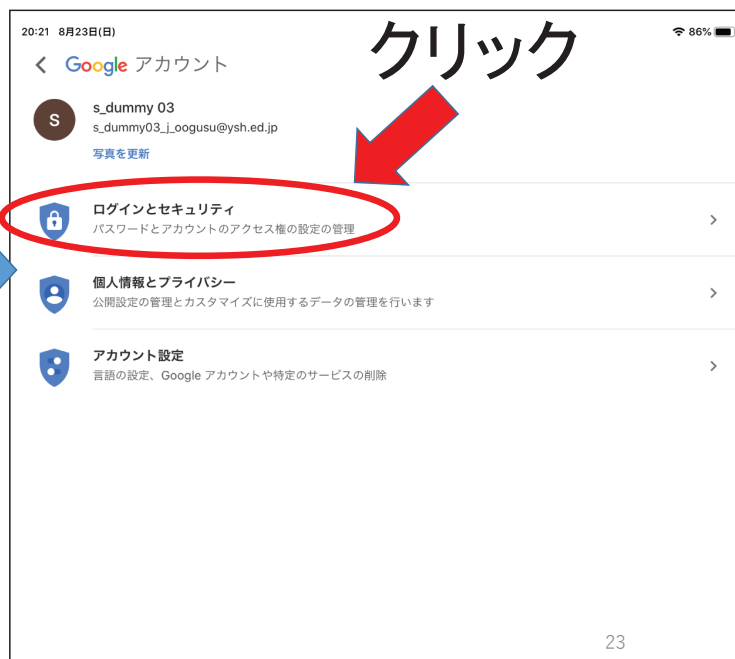 20:21 8月23日(日)
86%
クリック
Google アカウント
S
s_dummy 03
s_dummy03_j_oogusu@ysh.ed.jp
写真を更新
ログインとセキュリティ
パスワードとアカウントのアクセス権の設定の管理
個人情報とプライバシー
公開設定の管理とカスタマイズに使用するデータの管理を行います
アカウント設定
言語の設定、Google アカウントや特定のサービスの削除
23